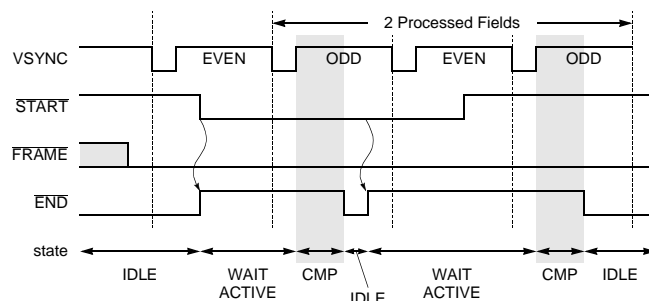 2 Processed Fields
VSYNC EVEN ODD EVEN ODD
START
FRAME
END
state
IDLE WAIT ACTIVE CMP IDLE WAIT ACTIVE CMP IDLE